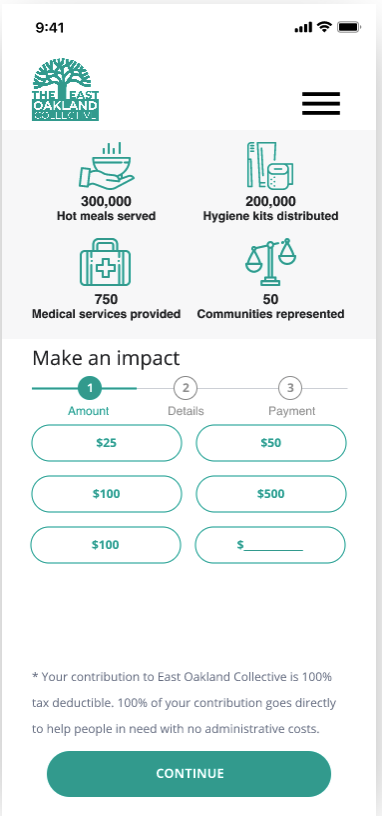 9:41
THE EAST
OAKLAND
COLLECTIVE
300,000
Hot meals served
200,000
Hygiene kits distributed
750
Medical services provided
50
Communities represented
Make an impact
1
2
3
Amount
Details
Payment
$25
$50
$100
$500
$100
$_________
* Your contribution to East Oakland Collective is 100%
tax deductible. 100% of your contribution goes directly
to help people in need with no administrative costs.
CONTINUE